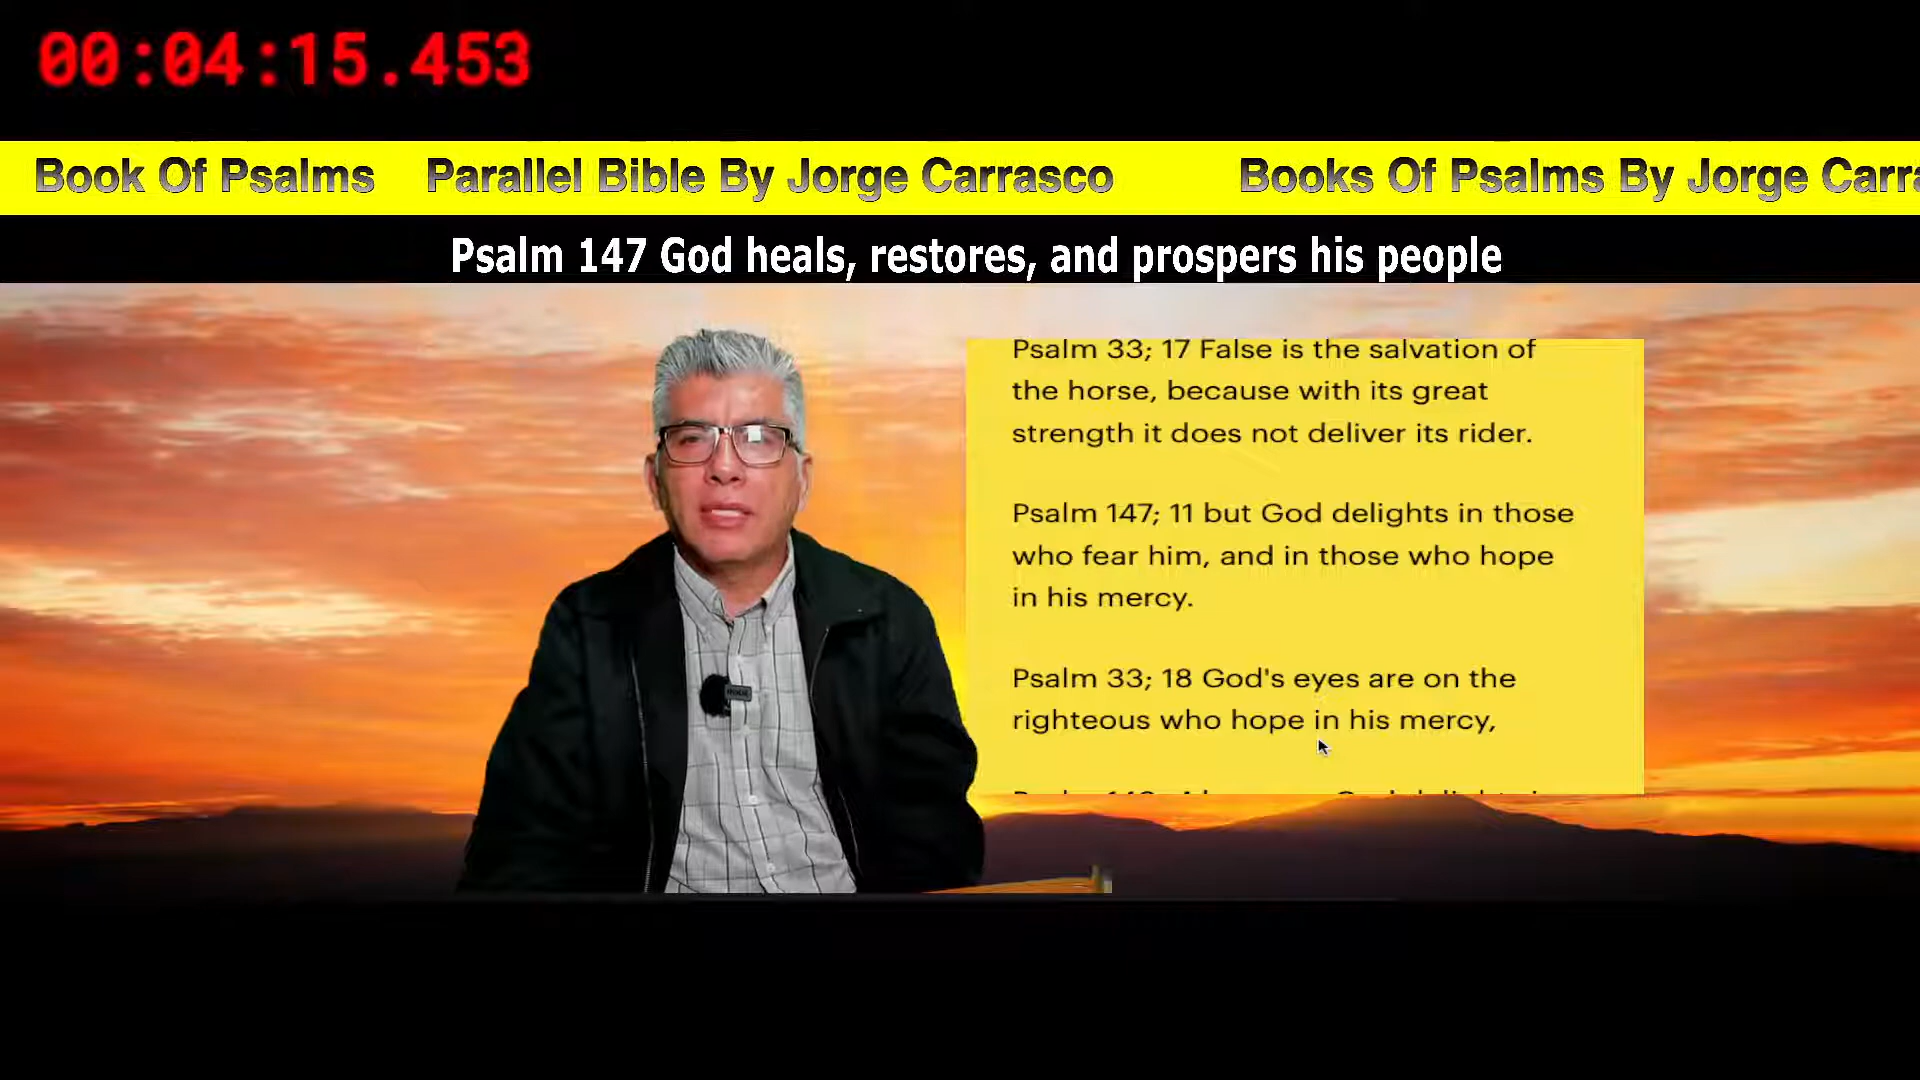 00:04:15.453
Book Of Psalms Parallel Bible By Jorge Carrasco Books Of Psalms By Jorge
Psalm 147 God heals, restores, and prospers his people
Psalm 33; 17 False is the salvation of
the horse, because with its great
strength it does not deliver its rider.
Psalm 147; 11 but God delights in those
who fear him, and in those who hope
in his mercy.
Psalm 33; 18 God's eyes are on the
righteous who hope in his mercy,